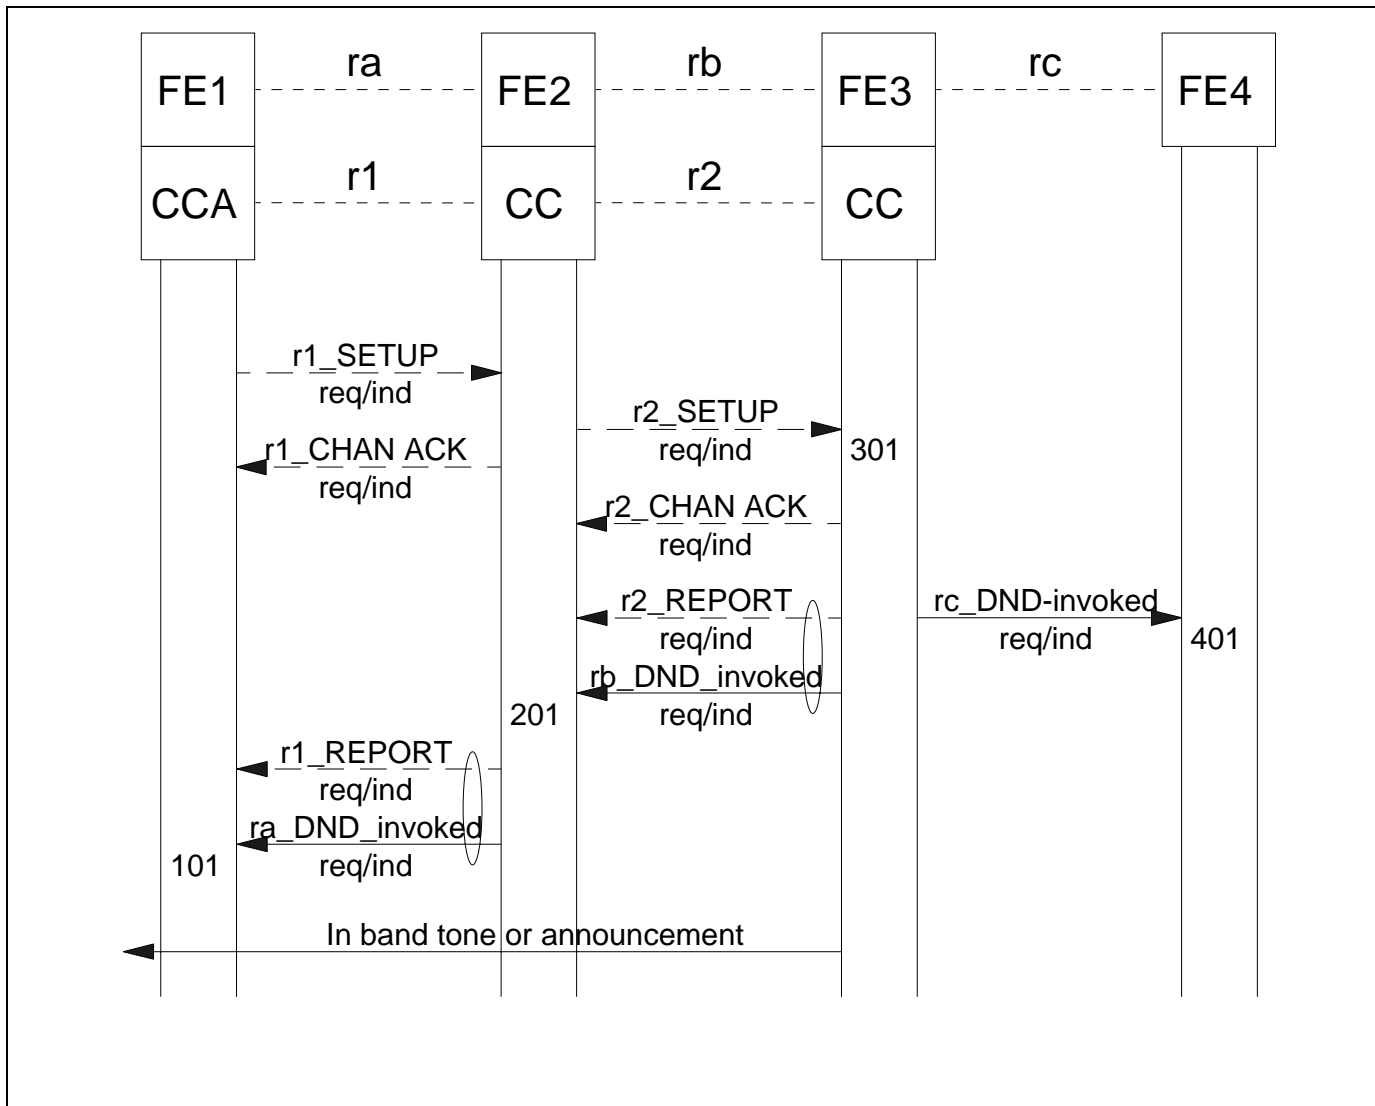 ra
rb
rc
FE1
FE2
FE3
FE4
r1
r2
CCA
CC
CC
r1_SETUP
req/ind
r2_SETUP
req/ind
301
r1_CHAN ACK
req/ind
r2_CHAN ACK
req/ind
r2_REPORT
req/ind
rc_DND-invoked
req/ind
401
rb_DND_invoked
req/ind
201
r1_REPORT
req/ind
ra_DND_invoked
req/ind
101
In band tone or announcement